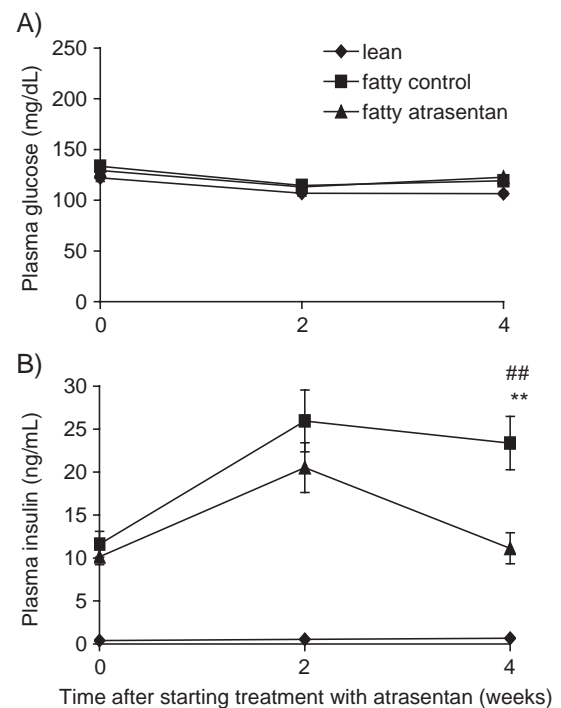 A)
Plasma glucose (mg/dL)
250
200
150
100
50
0
0 2 4
lean
fatty control
fatty atrasentan
B)
Plasma insulin (ng/mL)
30
25
20
15
10
5
0
##
**
0 2 4
Time after starting treatment with atrasentan (weeks)